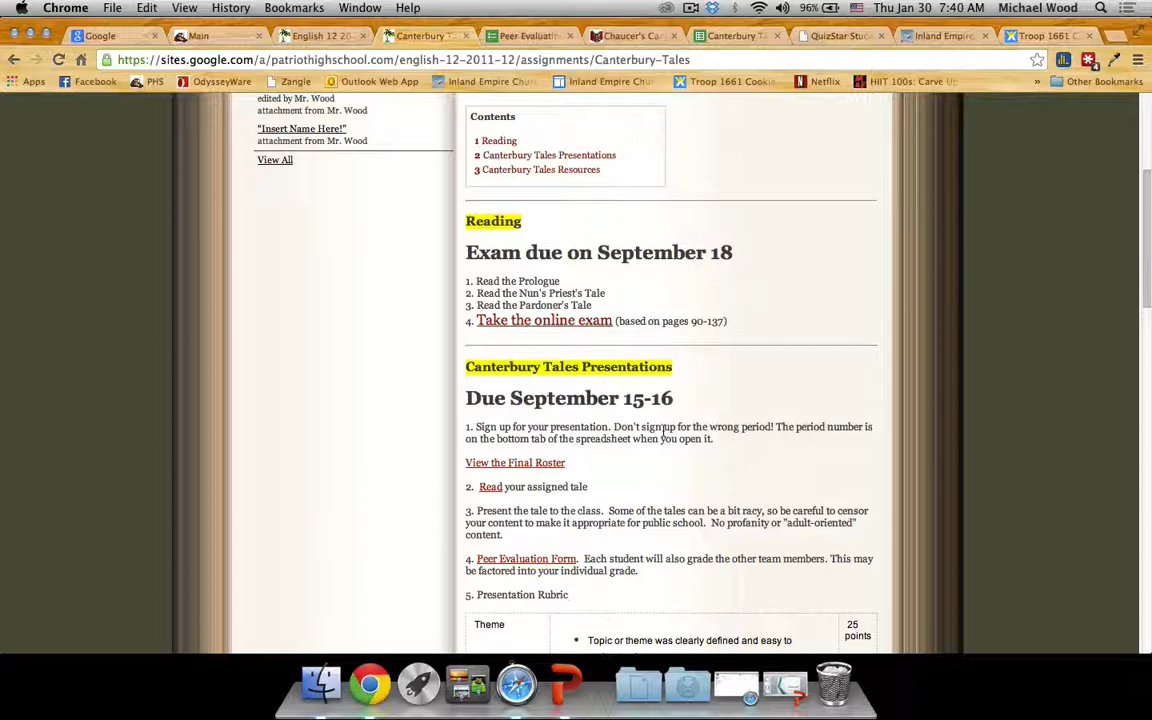 Chrome File Edit View History Bookmarks Window Help 96% Thu Jan 30 7:40 AM Michael Wood
Google Main English 12 20 Canterbury T Peer Evaluati Chaucer's Ca Canterbury T QuizStar Stu Inland Empire Troop 1661 C
https://sites.google.com/a/patriothighschool.com/english-12-2011-12/assignments/Canterbury-Tales
Apps Facebook PHS OdysseyWare Zangle Outlook Web App Inland Empire Chur Inland Empire Chur Troop 1661 Cookie Netflix HIIT 100s: Carve U » Other Bookmarks
edited by Mr. Wood
attachment from Mr. Wood
"Insert Name Here!"
attachment from Mr. Wood
View All
Contents
1 Reading
2 Canterbury Tales Presentations
3 Canterbury Tales Resources
Reading
Exam due on September 18
1. Read the Prologue
2. Read the Nun's Priest's Tale
3. Read the Pardoner's Tale
4. Take the online exam (based on pages 90-137)
Canterbury Tales Presentations
Due September 15-16
1. Sign up for your presentation. Don't sign up for the wrong period! The period number is
on the bottom tab of the spreadsheet when you open it.
View the Final Roster
2. Read your assigned tale
3. Present the tale to the class. Some of the tales can be a bit racy, so be careful to censor
your content to make it appropriate for public school. No profanity or "adult-oriented"
content.
4. Peer Evaluation Form. Each student will also grade the other team members. This may
be factored into your individual grade.
5. Presentation Rubric
Theme
• Topic or theme was clearly defined and easy to
25
points